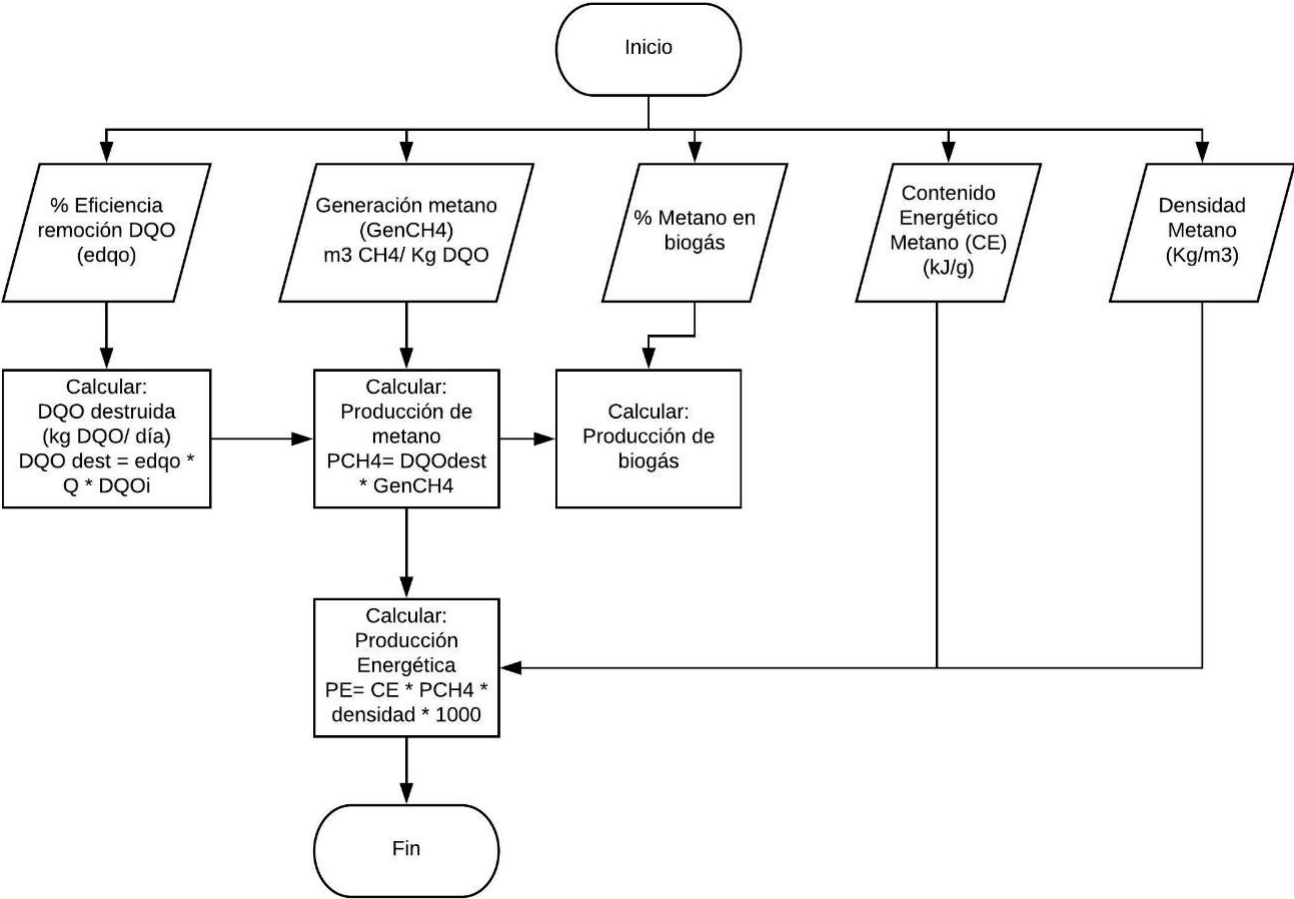 Inicio
% Eficiencia
remoción DQO
(edqo)
Generación metano
(GenCH4)
m3 CH4/ Kg DQO
% Metano en
biogás
Contenido
Energético
Metano (CE)
(kJ/g)
Densidad
Metano
(Kg/m3)
Calcular:
DQO destruida
(kg DQO/ día)
DQO dest = edqo *
Q * DQOi
Calcular:
Producción de
metano
PCH4= DQOdest
* GenCH4
Calcular:
Producción de
biogás
Calcular:
Producción
Energética
PE= CE * PCH4 *
densidad * 1000
Fin